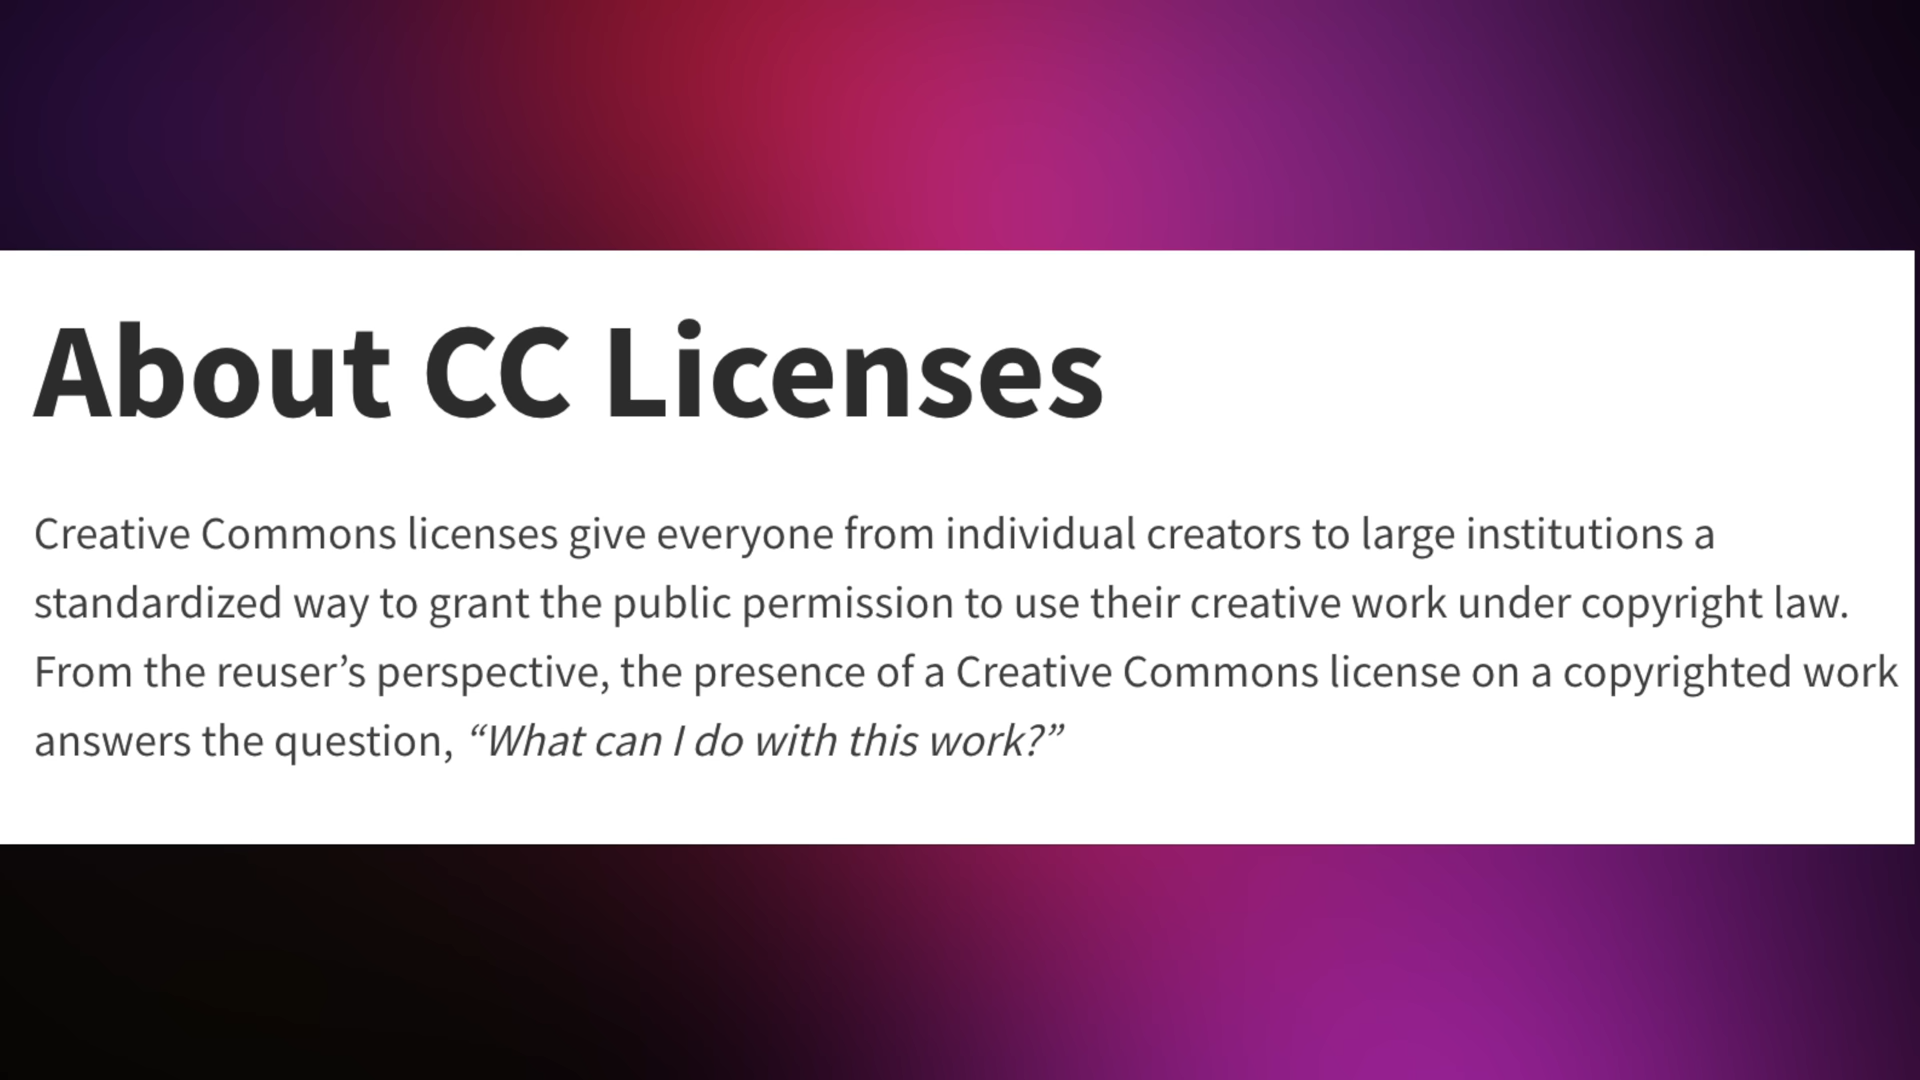 About CC Licenses
Creative Commons licenses give everyone from individual creators to large institutions a
standardized way to grant the public permission to use their creative work under copyright law.
From the reuser’s perspective, the presence of a Creative Commons license on a copyrighted work
answers the question, “What can I do with this work?”